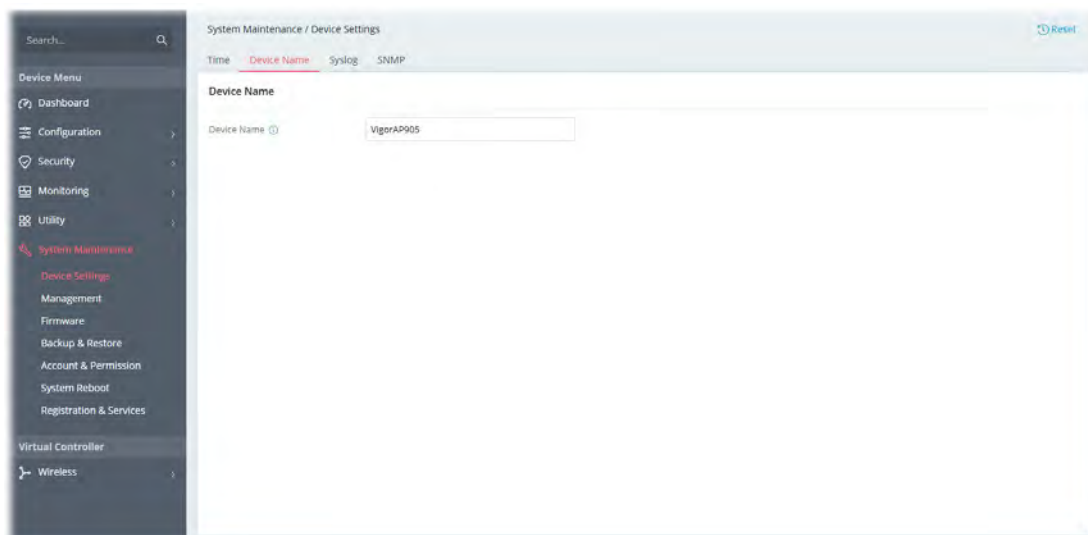 Search...
Device Menu
Dashboard
Configuration
Security
Monitoring
Utility
System Maintenance
Device Settings
Management
Firmware
Backup & Restore
Account & Permission
System Reboot
Registration & Services
Virtual Controller
Wireless
System Maintenance / Device Settings
Reset
Time Device Name Syslog SNMP
Device Name
Device Name VigorAP905